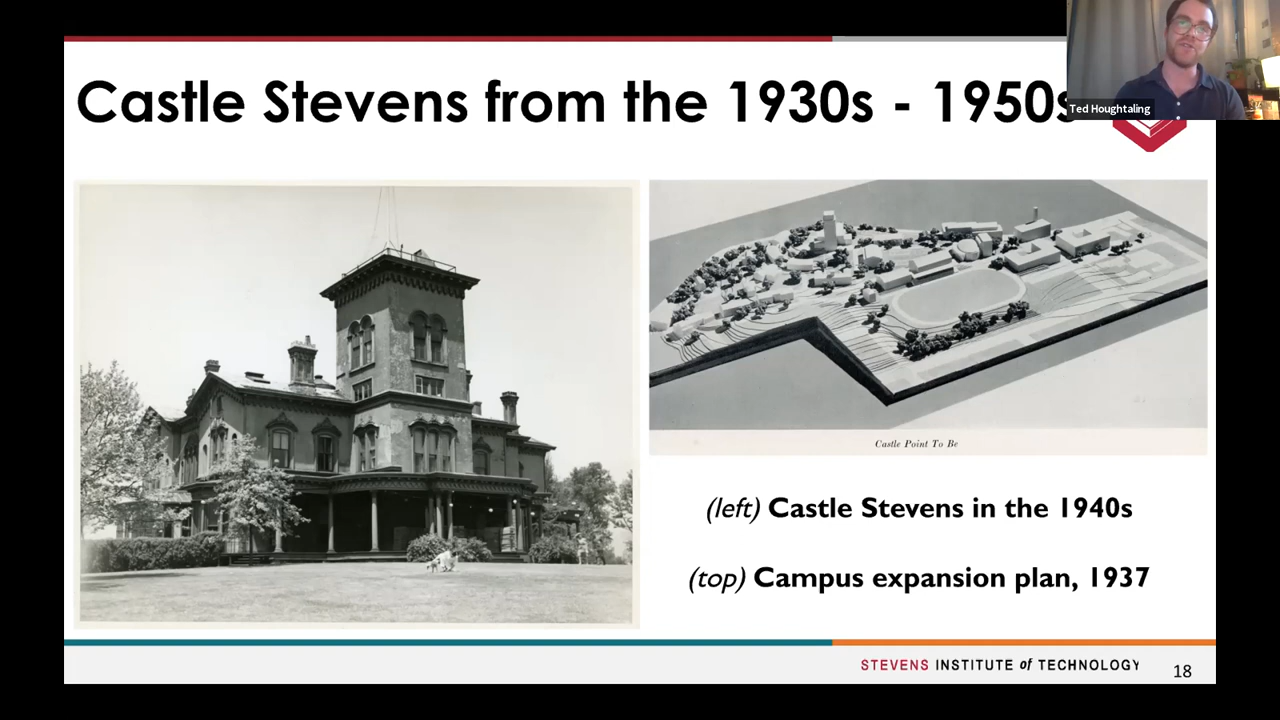 Castle Stevens from the 1930s - 1950s
Ted Houghtaling
Castle Point To Be
(left) Castle Stevens in the 1940s
(top) Campus expansion plan, 1937
STEVENS INSTITUTE of TECHNOLOGY
18